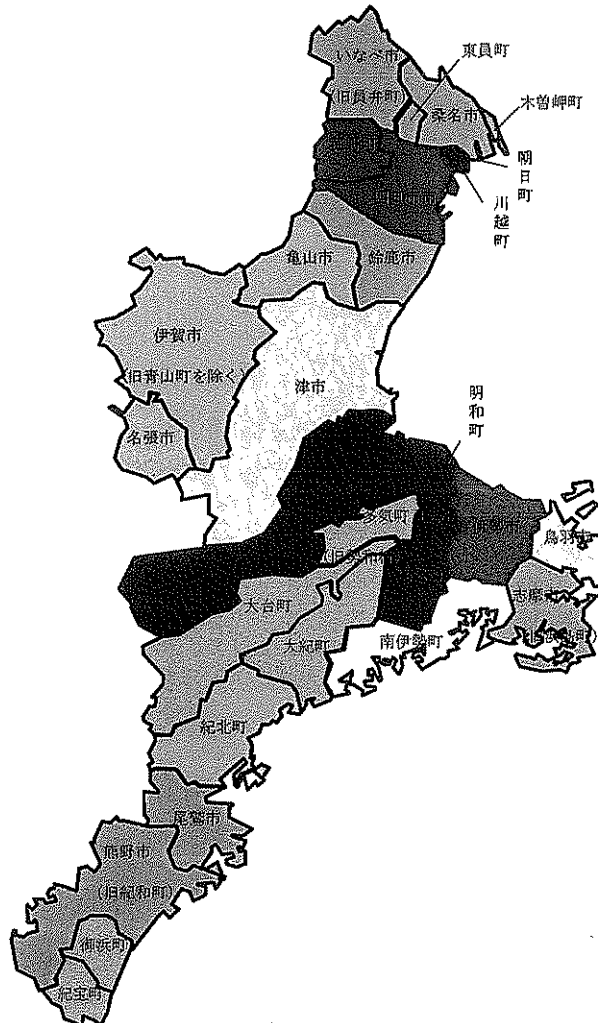 いなべ市
(旧員弁町)
東員町
桑名市
木曽岬町
朝日町
川越町
亀山市
鈴鹿市
伊賀市
(旧青山町を除く)
名張市
津市
明和町
多気町
鳥羽市
志摩市
大台町
大紀町
南伊勢町
紀北町
尾鷲市
熊野市
(旧紀和町)
御浜町
紀宝町